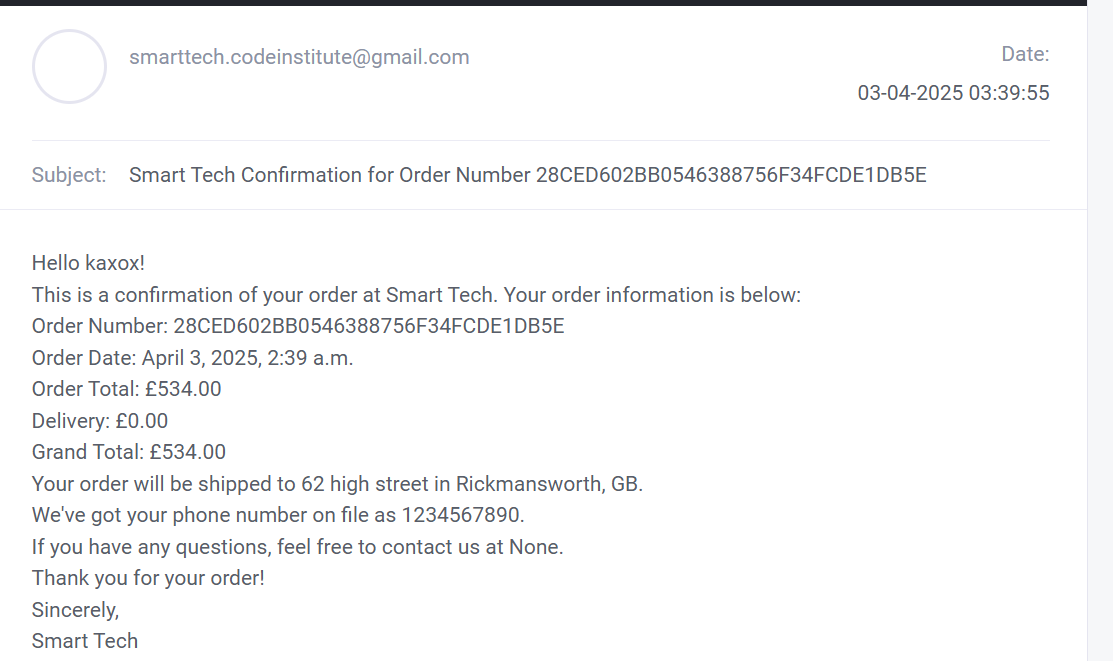 smarttech.codeinstitute@gmail.com
Date:
03-04-2025 03:39:55
Subject: Smart Tech Confirmation for Order Number 28CED602BB0546388756F34FCDE1DB5E
Hello kaxox!
This is a confirmation of your order at Smart Tech. Your order information is below:
Order Number: 28CED602BB0546388756F34FCDE1DB5E
Order Date: April 3, 2025, 2:39 a.m.
Order Total: £534.00
Delivery: £0.00
Grand Total: £534.00
Your order will be shipped to 62 high street in Rickmansworth, GB.
We've got your phone number on file as 1234567890.
If you have any questions, feel free to contact us at None.
Thank you for your order!
Sincerely,
Smart Tech